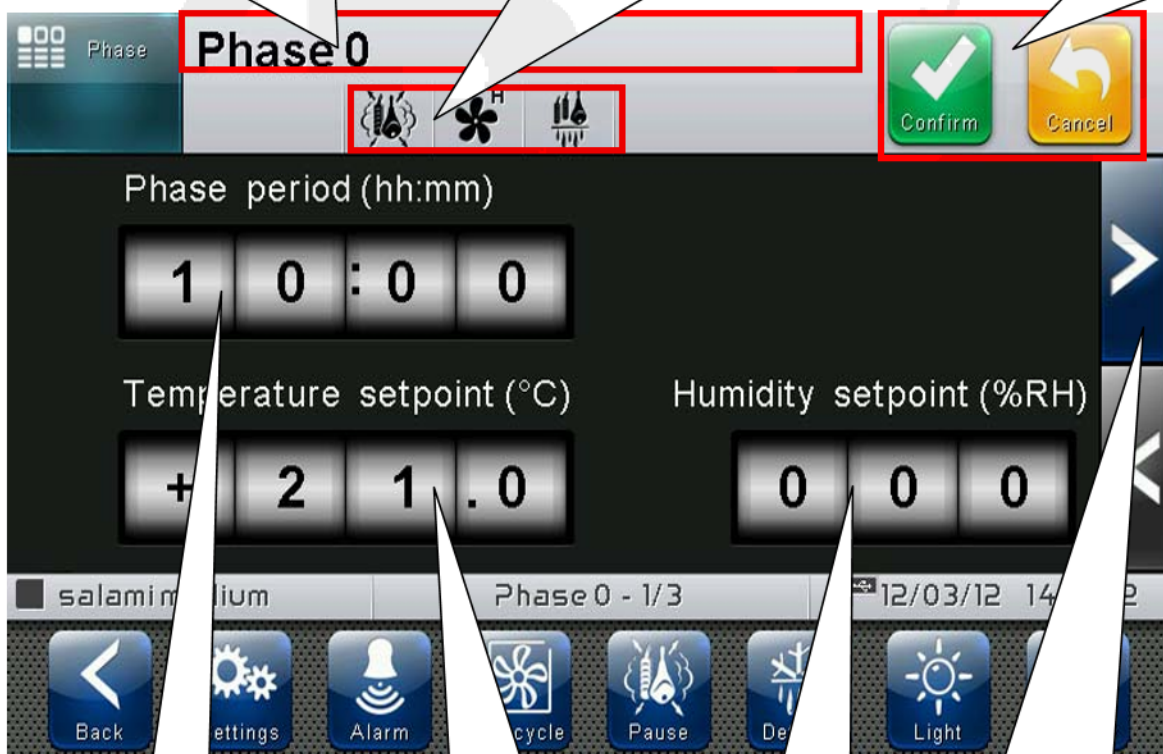 Phase Phase 0
H
Confirm Cancel
Phase period (hh:mm)
1 0 : 0 0
Temperature setpoint (°C) Humidity setpoint (%RH)
+ 2 1 . 0 0 0 0
salami Phase 0 - 1/3 12/03/12
Back Alarm Pause Light